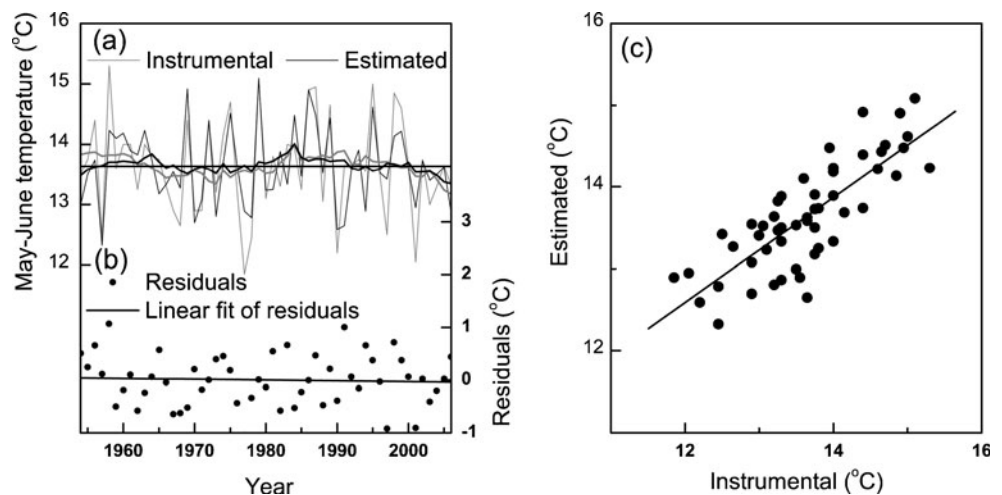 16
15
14
13
12
May-June temperature (°C)
(a)
Instrumental
Estimated
(b)
Residuals
Linear fit of residuals
3
2
1
0
-1
Residuals (°C)
1960 1970 1980 1990 2000
Year
(c)
16
14
12
Estimated (°C)
12 14 16
Instrumental (°C)